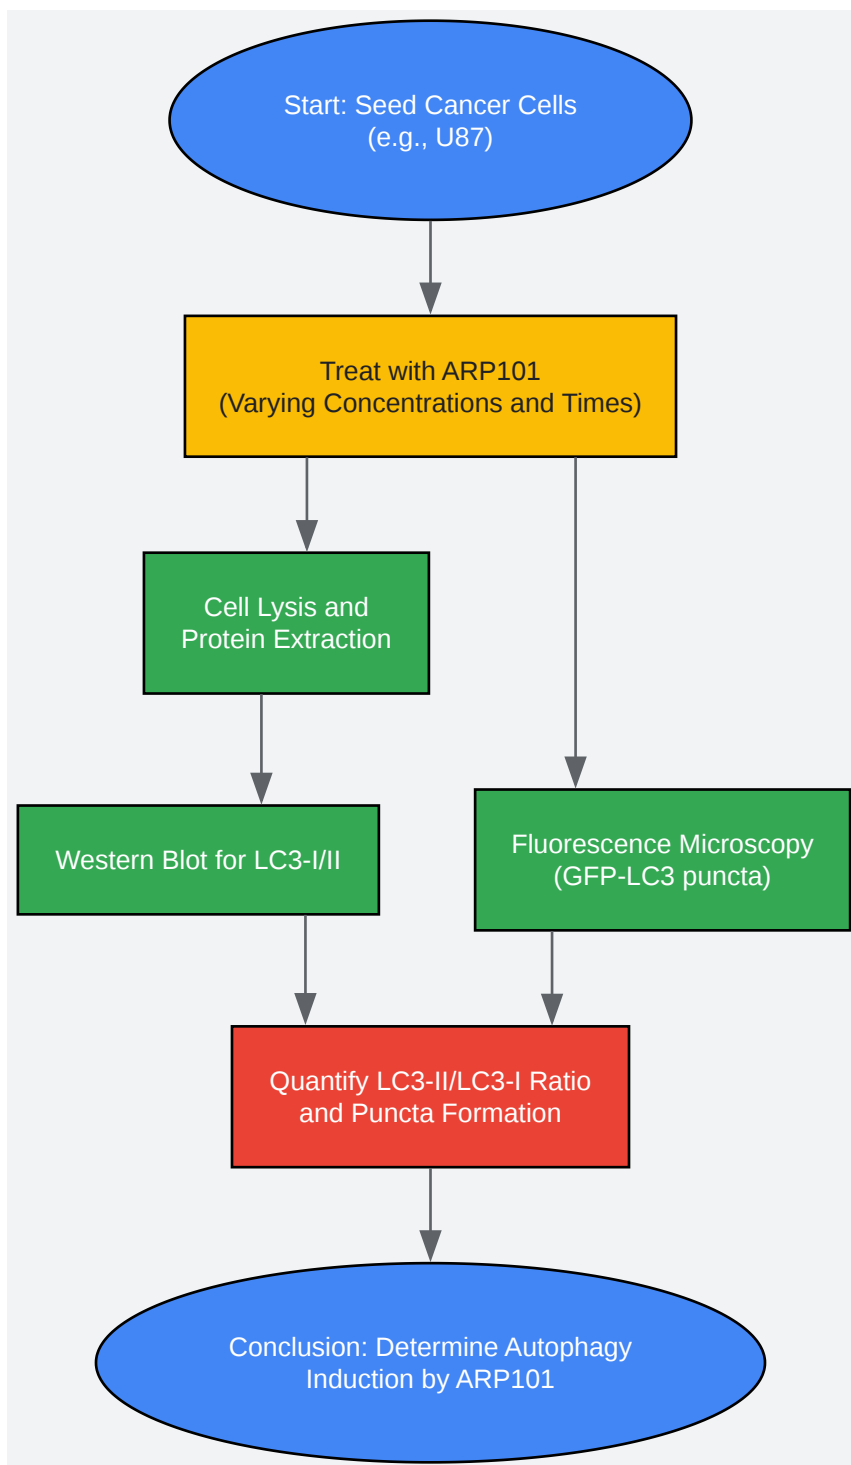 Start: Seed Cancer Cells
(e.g., U87)
Treat with ARP101
(Varying Concentrations and Times)
Cell Lysis and
Protein Extraction
Western Blot for LC3-I/II
Fluorescence Microscopy
(GFP-LC3 puncta)
Quantify LC3-II/LC3-I Ratio
and Puncta Formation
Conclusion: Determine Autophagy
Induction by ARP101